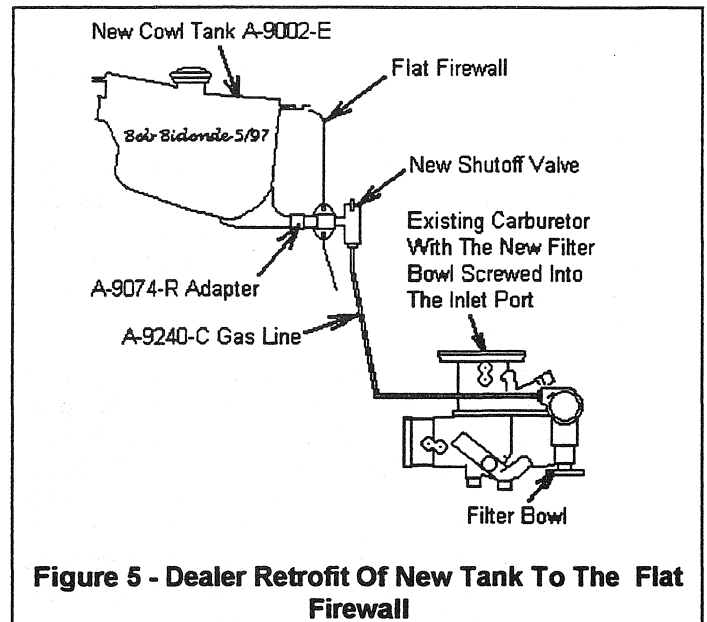 New Cowl Tank A-9002-E
Flat Firewall
Bob Bidonde 5/97
New Shutoff Valve
Existing Carburetor
With The New Filter
Bowl Screwed Into
The Inlet Port
A-9074-R Adapter
A-9240-C Gas Line
Filter Bowl
Figure 5 - Dealer Retrofit Of New Tank To The Flat
Firewall